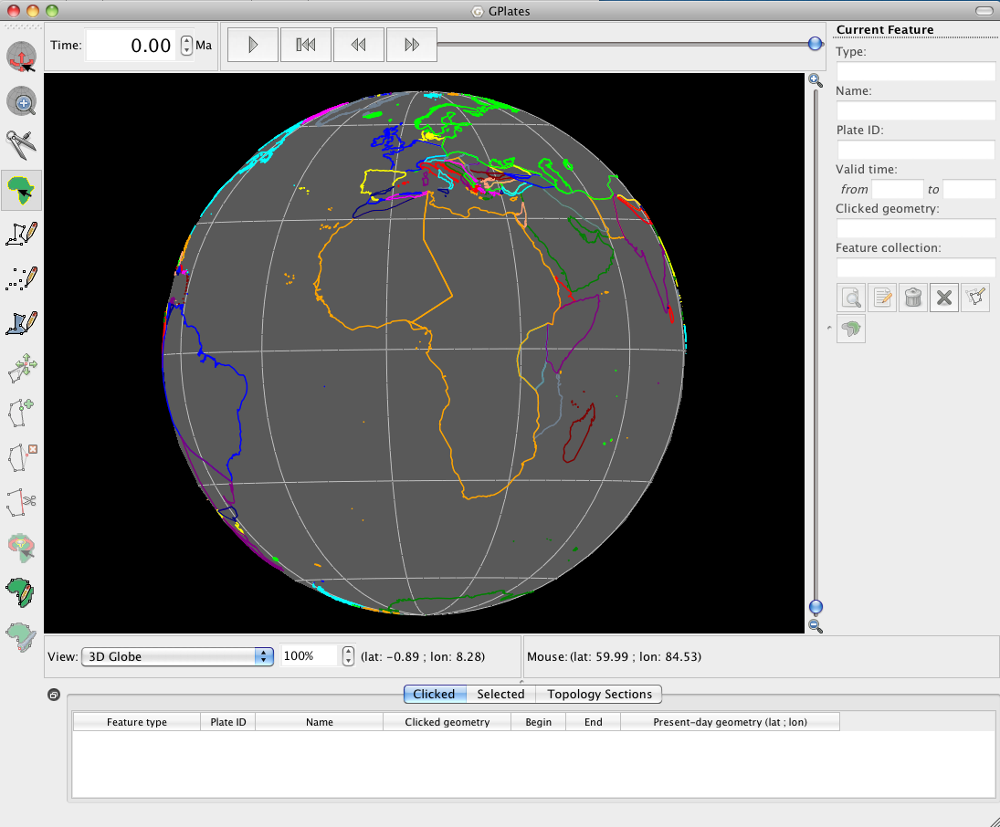 GPlates
Time: 0.00 Ma
Current Feature
Type:
Name:
Plate ID:
Valid time:
from to
Clicked geometry:
Feature collection:
View: 3D Globe 100% (lat: -0.89 ; lon: 8.28) Mouse: (lat: 59.99 ; lon: 84.53)
Clicked Selected Topology Sections
Feature type Plate ID Name Clicked geometry Begin End Present-day geometry (lat ; lon)